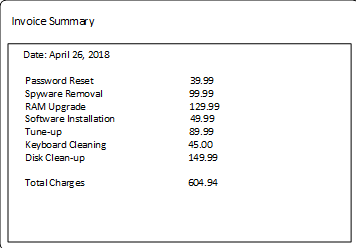 Invoice Summary
Date: April 26, 2018
Password Reset 39.99
Spyware Removal 99.99
RAM Upgrade 129.99
Software Installation 49.99
Tune-up 89.99
Keyboard Cleaning 45.00
Disk Clean-up 149.99
Total Charges 604.94